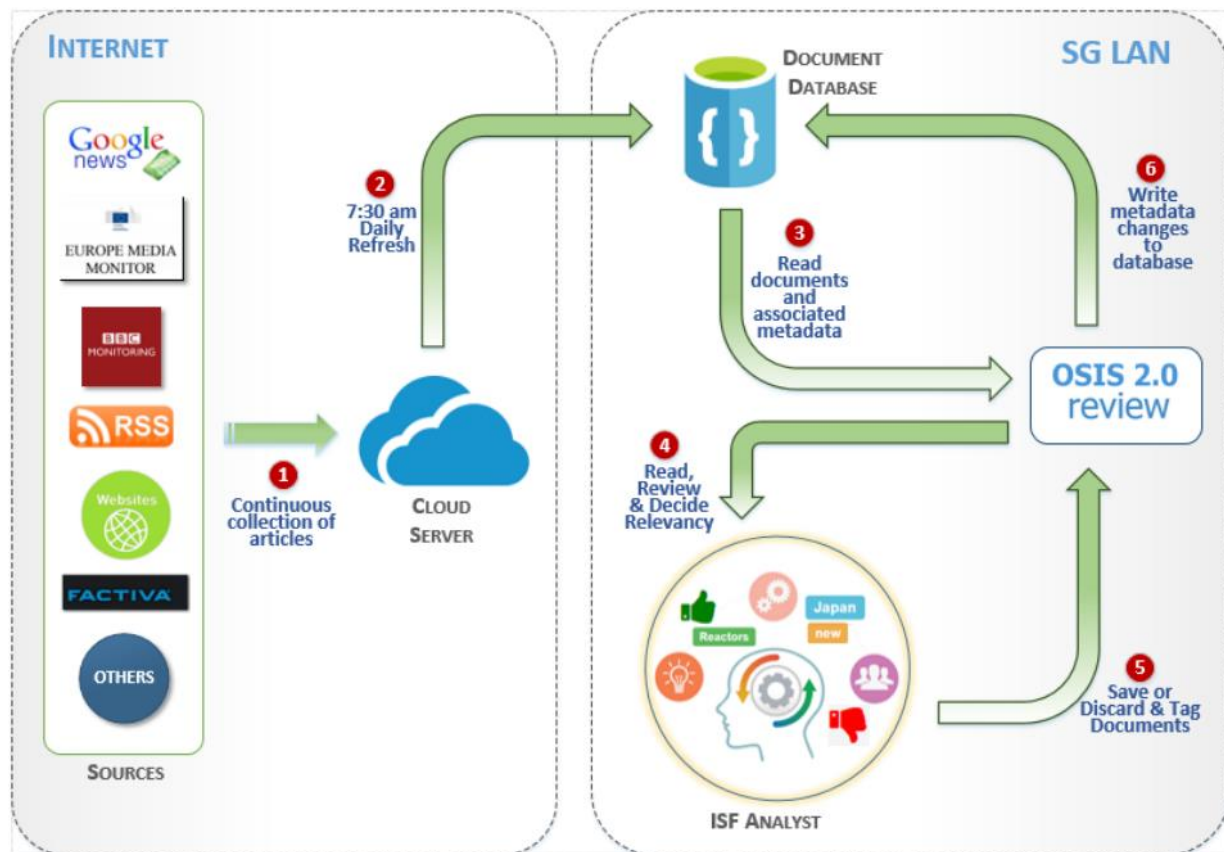 INTERNET
Google
news
EUROPE MEDIA
MONITOR
BBC
MONITORING
RSS
Websites
FACTIVA
OTHERS
SOURCES
1
Continuous
collection of
articles
2
7:30 am
Daily
Refresh
CLOUD
SERVER
SG LAN
DOCUMENT
DATABASE
{ }
3
Read
documents
and
associated
metadata
6
Write
metadata
changes to
database
OSIS 2.0
review
4
Read,
Review
& Decide
Relevancy
Reactors
Japan
new
5
Save or
Discard & Tag
Documents
ISF ANALYST